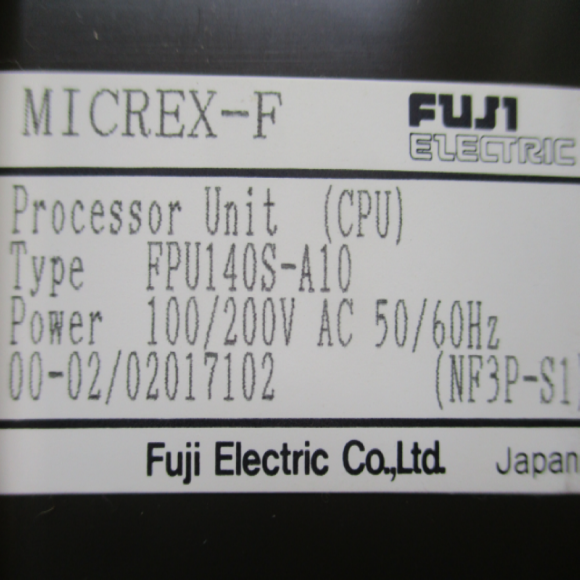 MICREX-F
FUJI
ELECTRIC
Processor Unit (CPU)
Type FPU140S-A10
Power 100/200V AC 50/60Hz
00-02/02017102 (NF3P-S1)
Fuji Electric Co.,Ltd. Japan